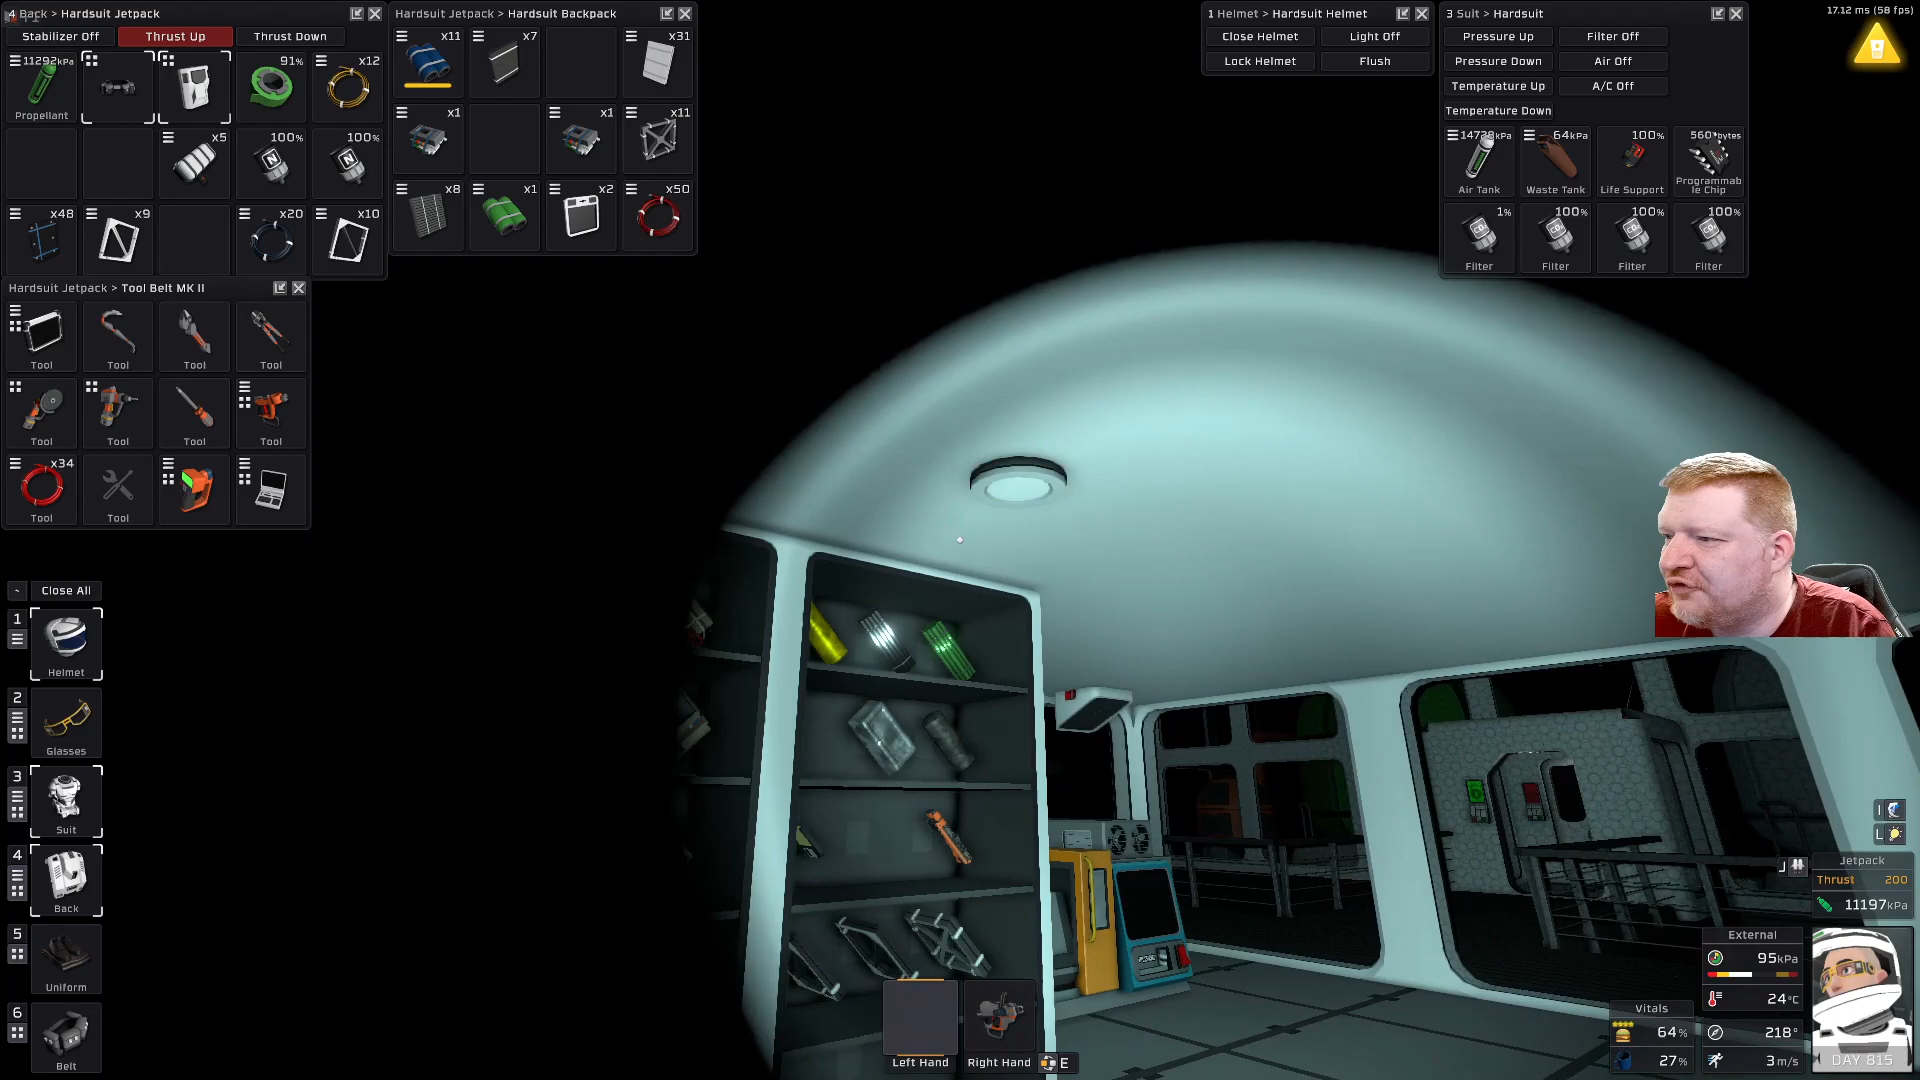 4 Back > Hardsuit Jetpack
Stabilizer Off
Thrust Up
Thrust Down
11292kPa
Propellant
91%
x12
x5
100%
100%
x48
x9
x20
x10
Hardsuit Jetpack > Hardsuit Backpack
x11
x7
x31
x1
x1
x11
x8
x1
x2
x50
Hardsuit Jetpack > Tool Belt MK II
Tool
Tool
Tool
Tool
Tool
Tool
Tool
Tool
x34
Tool
Tool
1 Helmet > Hardsuit Helmet
Close Helmet
Light Off
Lock Helmet
Flush
3 Suit > Hardsuit
Pressure Up
Filter Off
Pressure Down
Air Off
Temperature Up
A/C Off
Temperature Down
Air Tank
64kPa
Waste Tank
100%
Life Support
Programmab
le Chip
1%
Filter
100%
Filter
100%
Filter
100%
Filter
17.12 ms (58 fps)
~
Close All
1
Helmet
2
Glasses
3
Suit
4
Back
5
Uniform
6
Belt
Left Hand
Right Hand
E
I
L
J
Jetpack
Thrust 200
11197kPa
External
95kPa
24°C
218°
3m/s
Vitals
64%
27%
DAY 815